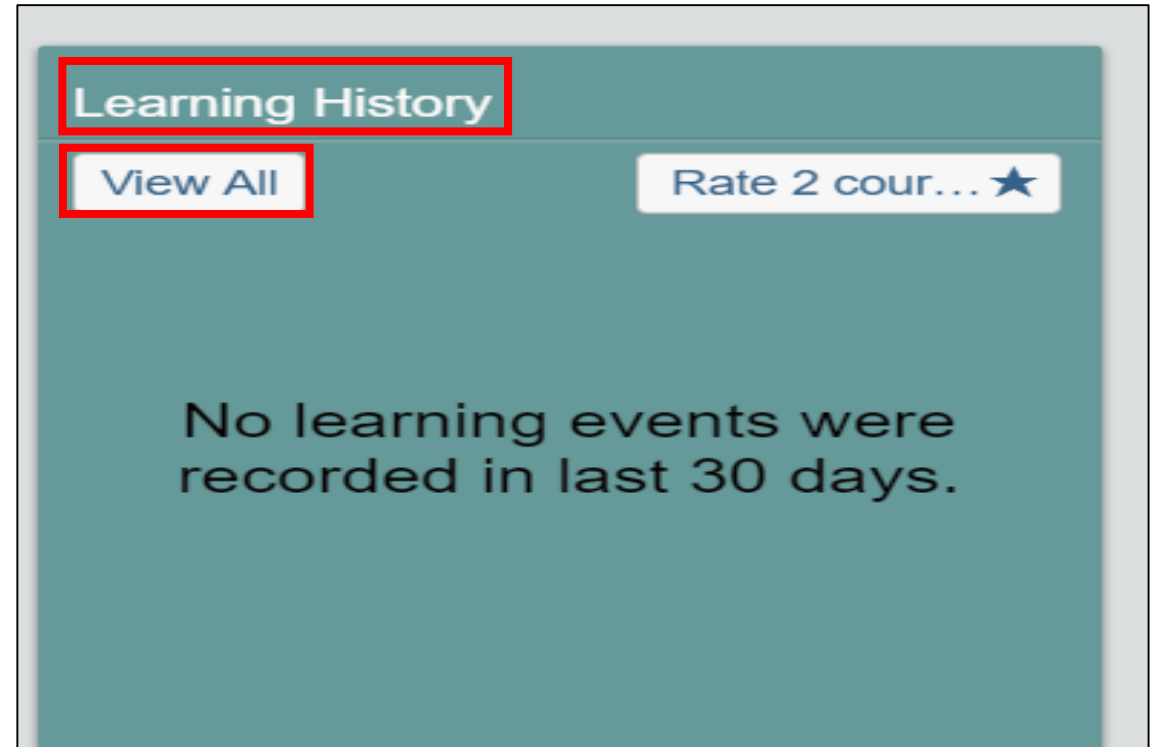 Learning History
View All
Rate 2 cour...★
No learning events were
recorded in last 30 days.